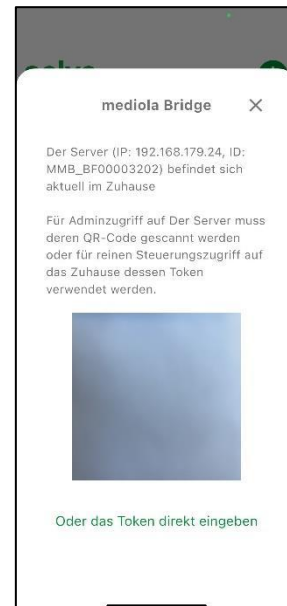 mediola Bridge
Der Server (IP: 192.168.179.24, ID:
MMB_BF00003202) befindet sich
aktuell im Zuhause
Für Adminzugriff auf Der Server muss
deren QR-Code gescannt werden
oder für reinen Steuerungszugriff auf
das Zuhause dessen Token
verwendet werden.
Oder das Token direkt eingeben